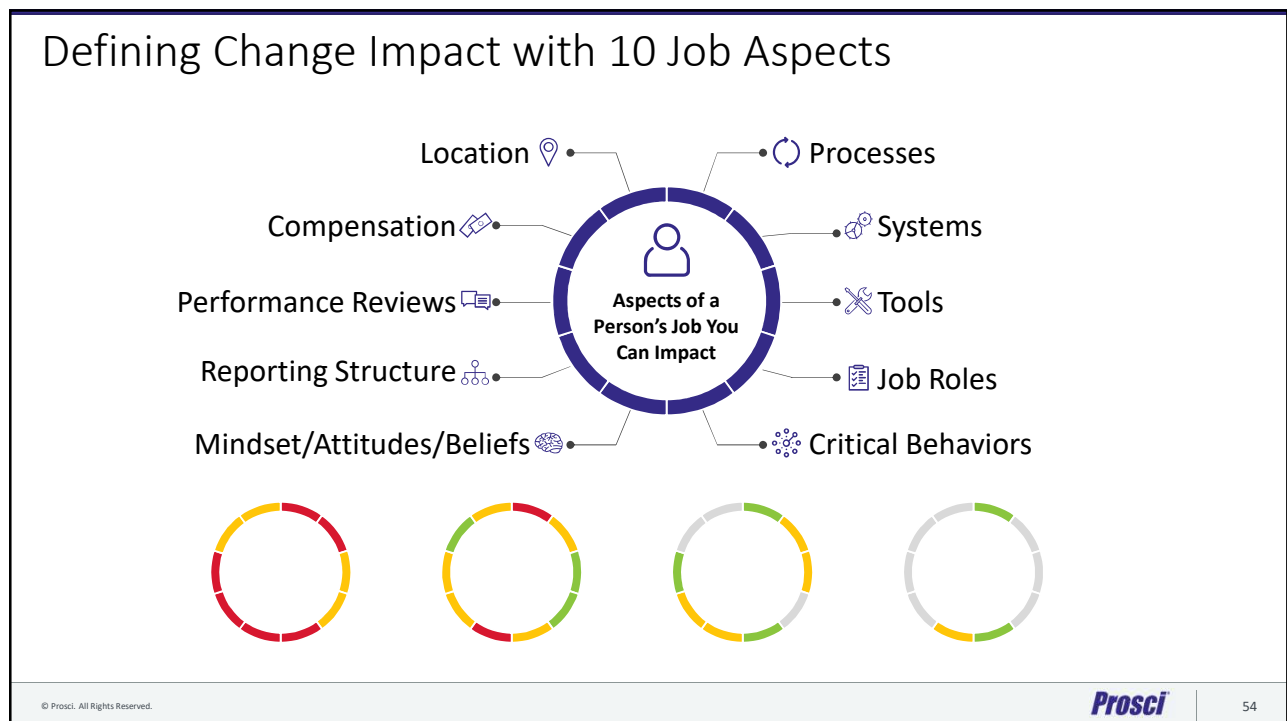 Defining Change Impact with 10 Job Aspects
Location
Processes
Compensation
Systems
Performance Reviews
Aspects of a
Person's Job You
Can Impact
Tools
Reporting Structure
Job Roles
Mindset/Attitudes/Beliefs
Critical Behaviors
© Prosci. All Rights Reserved.
Prosci
54